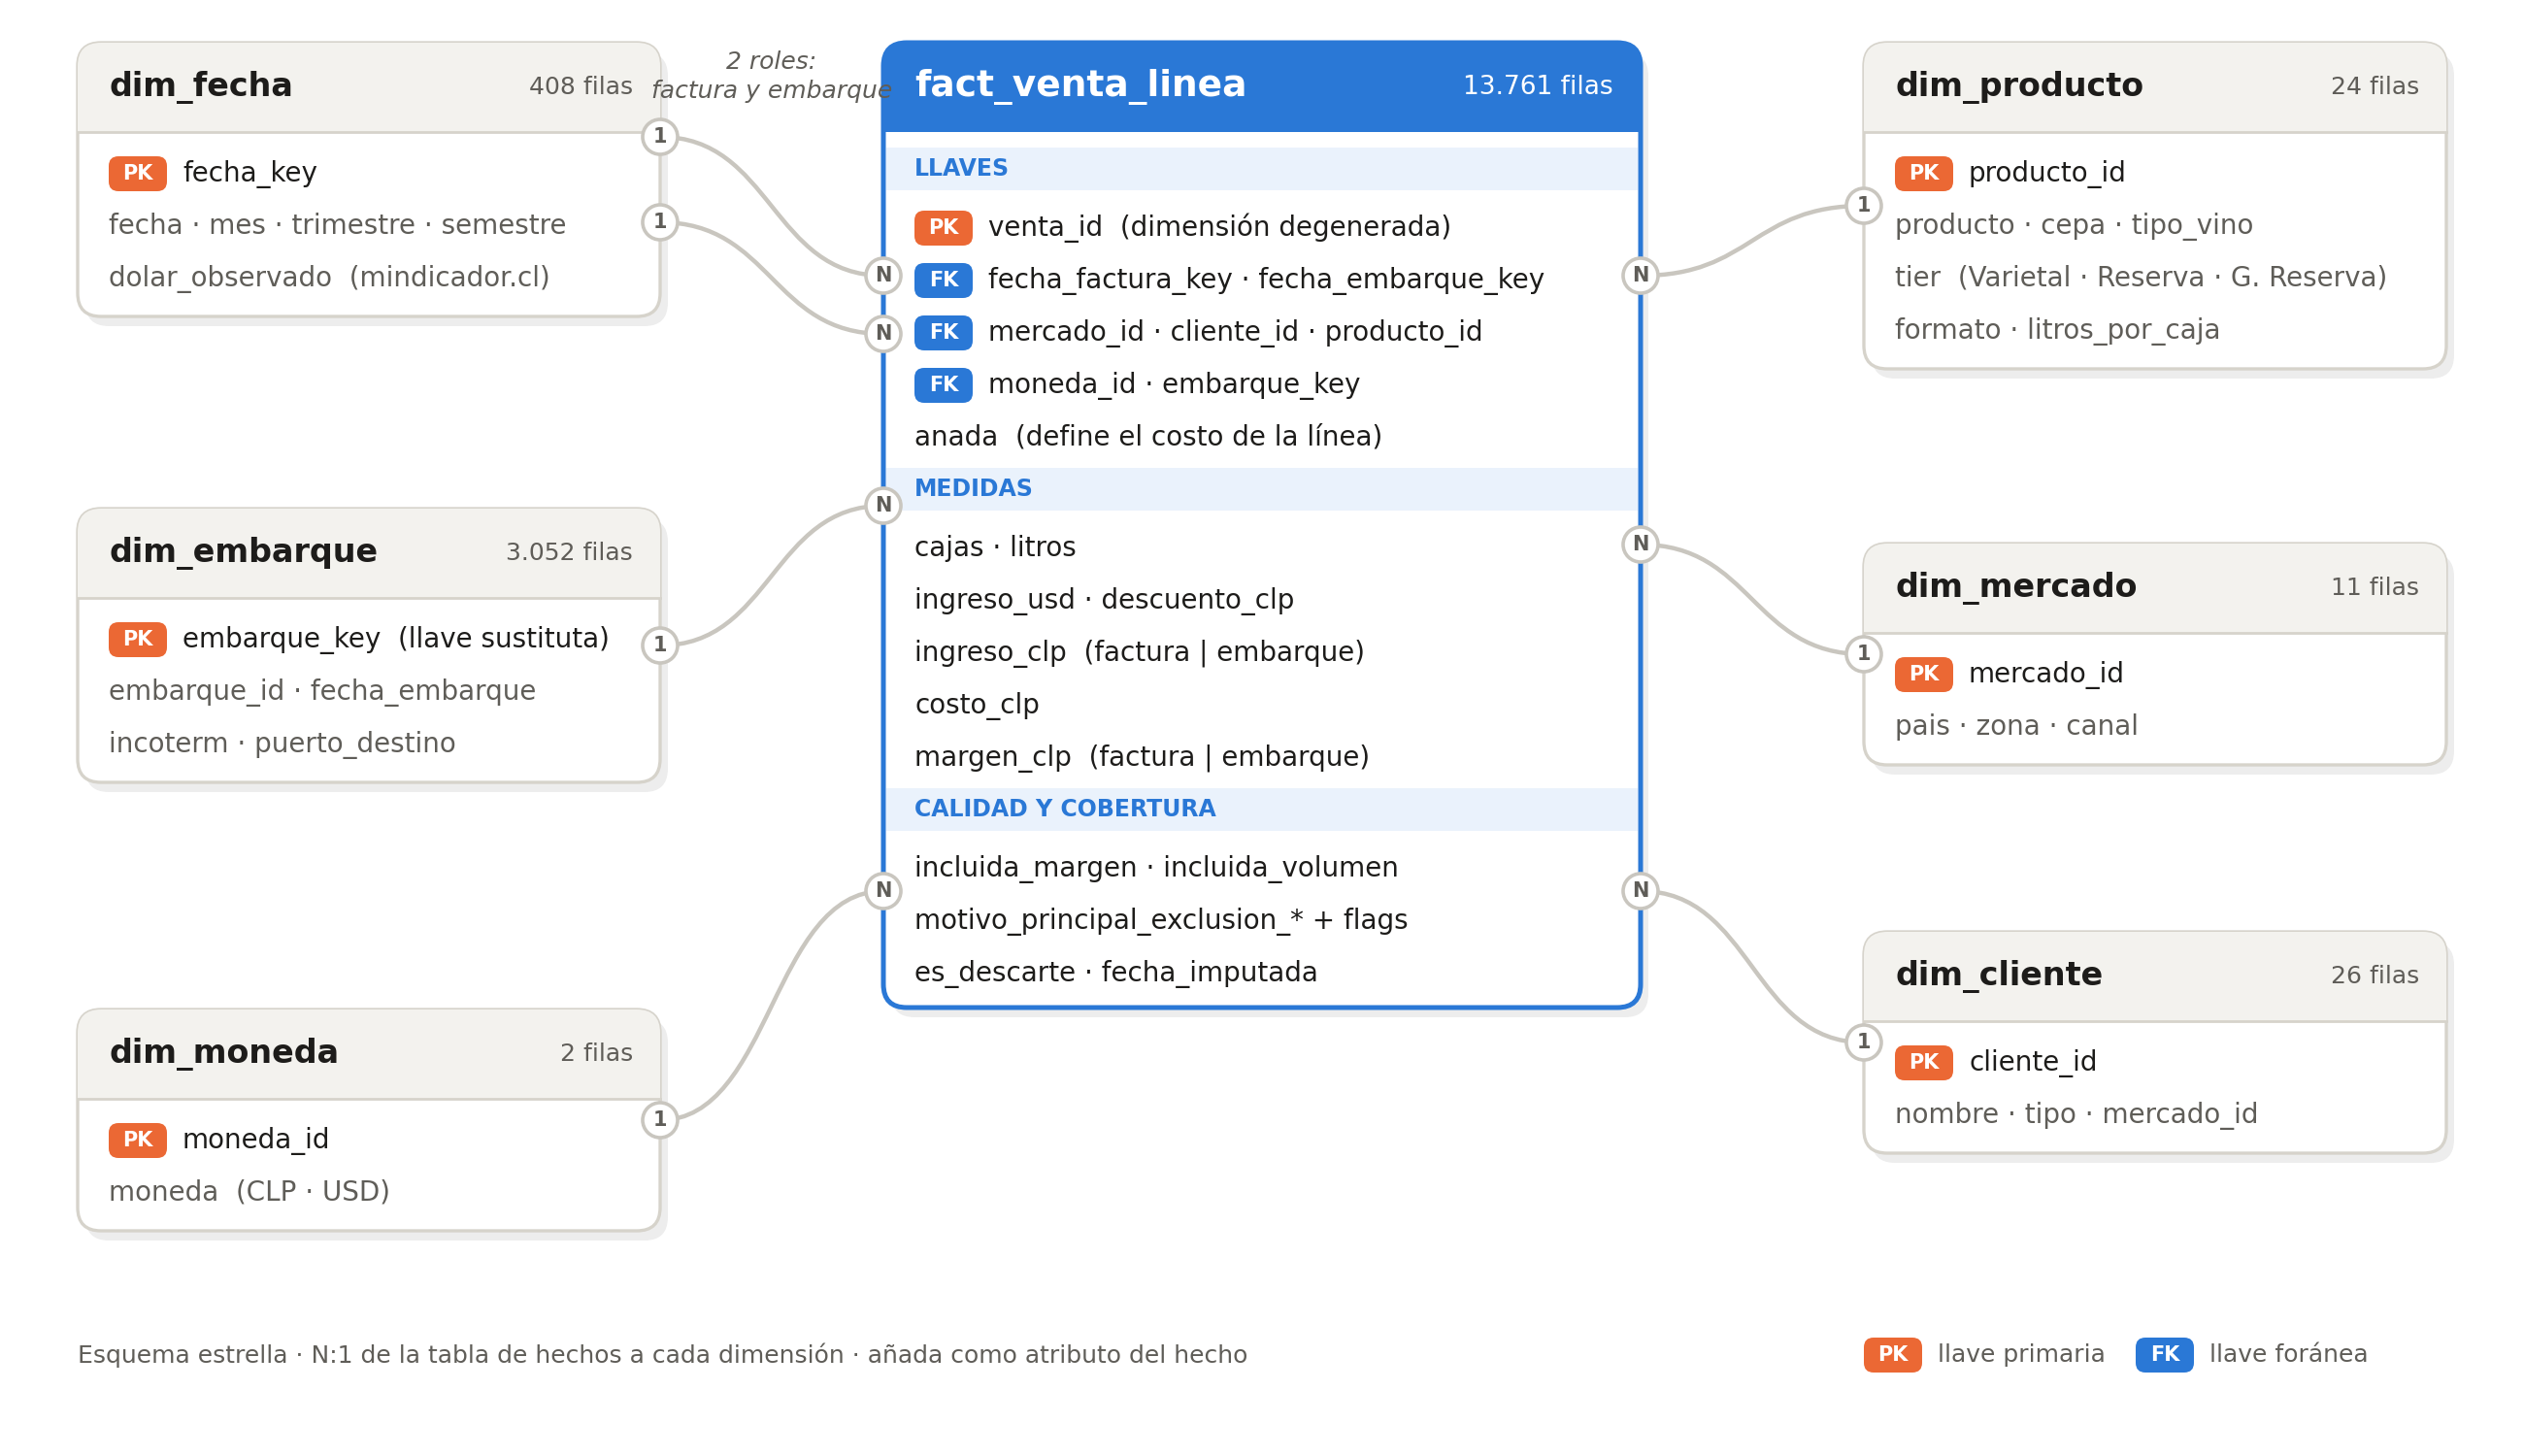 dim_fecha 408 filas
PK fecha_key
fecha · mes · trimestre · semestre
dolar_observado (mindicador.cl)
2 roles:
factura y embarque
1
1
N
N
dim_embarque 3.052 filas
PK embarque_key (llave sustituta)
embarque_id · fecha_embarque
incoterm · puerto_destino
1
N
dim_moneda 2 filas
PK moneda_id
moneda (CLP · USD)
1
N
fact_venta_linea 13.761 filas
LLAVES
PK venta_id (dimensión degenerada)
FK fecha_factura_key · fecha_embarque_key
FK mercado_id · cliente_id · producto_id
FK moneda_id · embarque_key
anada (define el costo de la línea)
MEDIDAS
cajas · litros
ingreso_usd · descuento_clp
ingreso_clp (factura | embarque)
costo_clp
margen_clp (factura | embarque)
CALIDAD Y COBERTURA
incluida_margen · incluida_volumen
motivo_principal_exclusion_* + flags
es_descarte · fecha_imputada
N
1
dim_producto 24 filas
PK producto_id
producto · cepa · tipo_vino
tier (Varietal · Reserva · G. Reserva)
formato · litros_por_caja
N
1
dim_mercado 11 filas
PK mercado_id
pais · zona · canal
N
1
dim_cliente 26 filas
PK cliente_id
nombre · tipo · mercado_id
Esquema estrella · N:1 de la tabla de hechos a cada dimensión · añada como atributo del hecho
PK llave primaria FK llave foránea